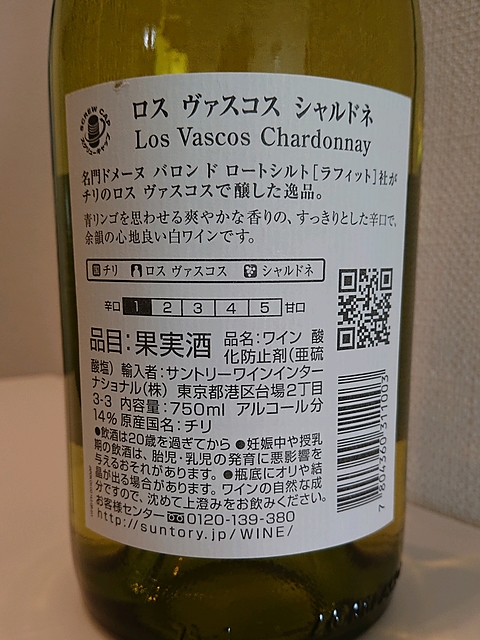 SCREW CAP
ロス ヴァスコス シャルドネ
Los Vascos Chardonnay
名門ドメーヌ バロン ド ロートシルト[ラフィット]社が
チリのロス ヴァスコスで醸した逸品。
青リンゴを思わせる爽やかな香りの、すっきりとした辛口で、
余韻の心地良い白ワインです。
チリ ロス ヴァスコス シャルドネ
辛口 1 2 3 4 5 甘口
品目:果実酒 品名:ワイン 酸
化防止剤(亜硫
酸塩) 輸入者:サントリーワインインター
ナショナル(株) 東京都港区台場2丁目
3-3 内容量:750ml アルコール分
14% 原産国名:チリ
●飲酒は20歳を過ぎてから ●妊娠中や授乳
期の飲酒は、胎児・乳児の発育に悪影響を
与えるおそれがあります。●瓶底にオリや結
晶が出る場合があります。ワインの自然な成
分ですので、沈めて上澄みをお飲みください。
お客様センター 0120-139-380
http://suntory.jp/WINE/
7 804360 311003